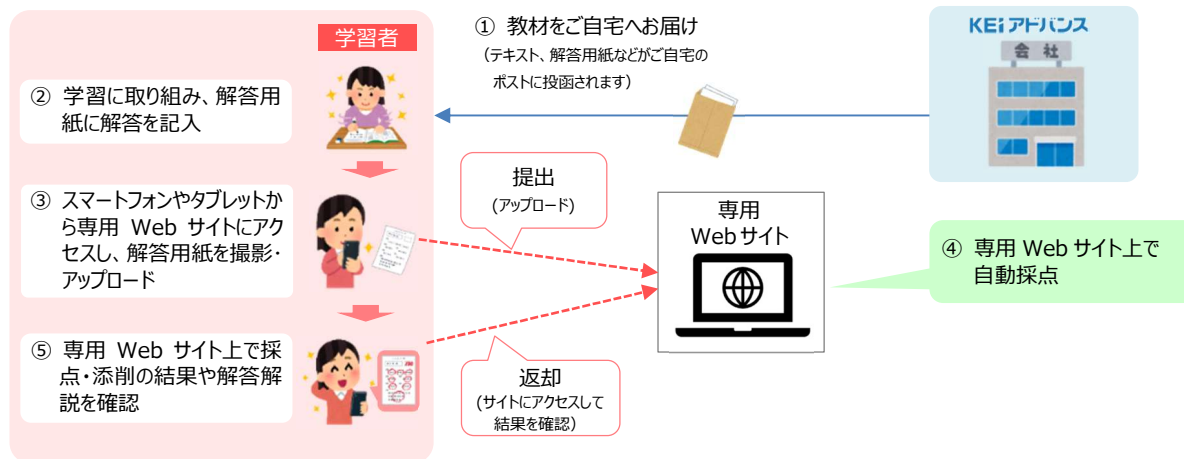 学習者
① 教材をご自宅へお届け
(テキスト、解答用紙などがご自宅の
ポストに投函されます)
KEIアドバンス
会社
② 学習に取り組み、解答用
紙に解答を記入
③ スマートフォンやタブレットか
ら専用 Web サイトにアク
セスし、解答用紙を撮影・
アップロード
提出
(アップロード)
専用
Web サイト
④ 専用 Web サイト上で
自動採点
⑤ 専用 Web サイト上で採
点・添削の結果や解答解
説を確認
返却
(サイトにアクセスして
結果を確認)